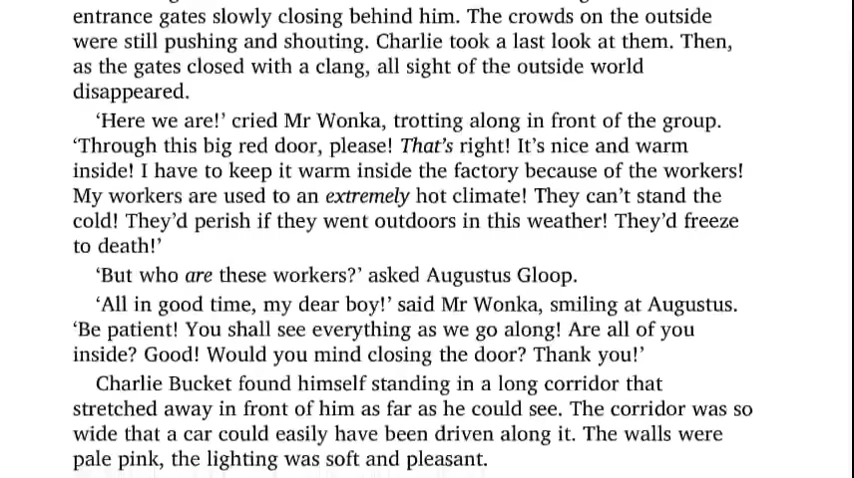 entrance gates slowly closing behind him. The crowds on the outside
were still pushing and shouting. Charlie took a last look at them. Then,
as the gates closed with a clang, all sight of the outside world
disappeared.
‘Here we are!’ cried Mr Wonka, trotting along in front of the group.
‘Through this big red door, please! That’s right! It’s nice and warm
inside! I have to keep it warm inside the factory because of the workers!
My workers are used to an extremely hot climate! They can’t stand the
cold! They’d perish if they went outdoors in this weather! They’d freeze
to death!’
‘But who are these workers?’ asked Augustus Gloop.
‘All in good time, my dear boy!’ said Mr Wonka, smiling at Augustus.
‘Be patient! You shall see everything as we go along! Are all of you
inside? Good! Would you mind closing the door? Thank you!’
Charlie Bucket found himself standing in a long corridor that
stretched away in front of him as far as he could see. The corridor was so
wide that a car could easily have been driven along it. The walls were
pale pink, the lighting was soft and pleasant.